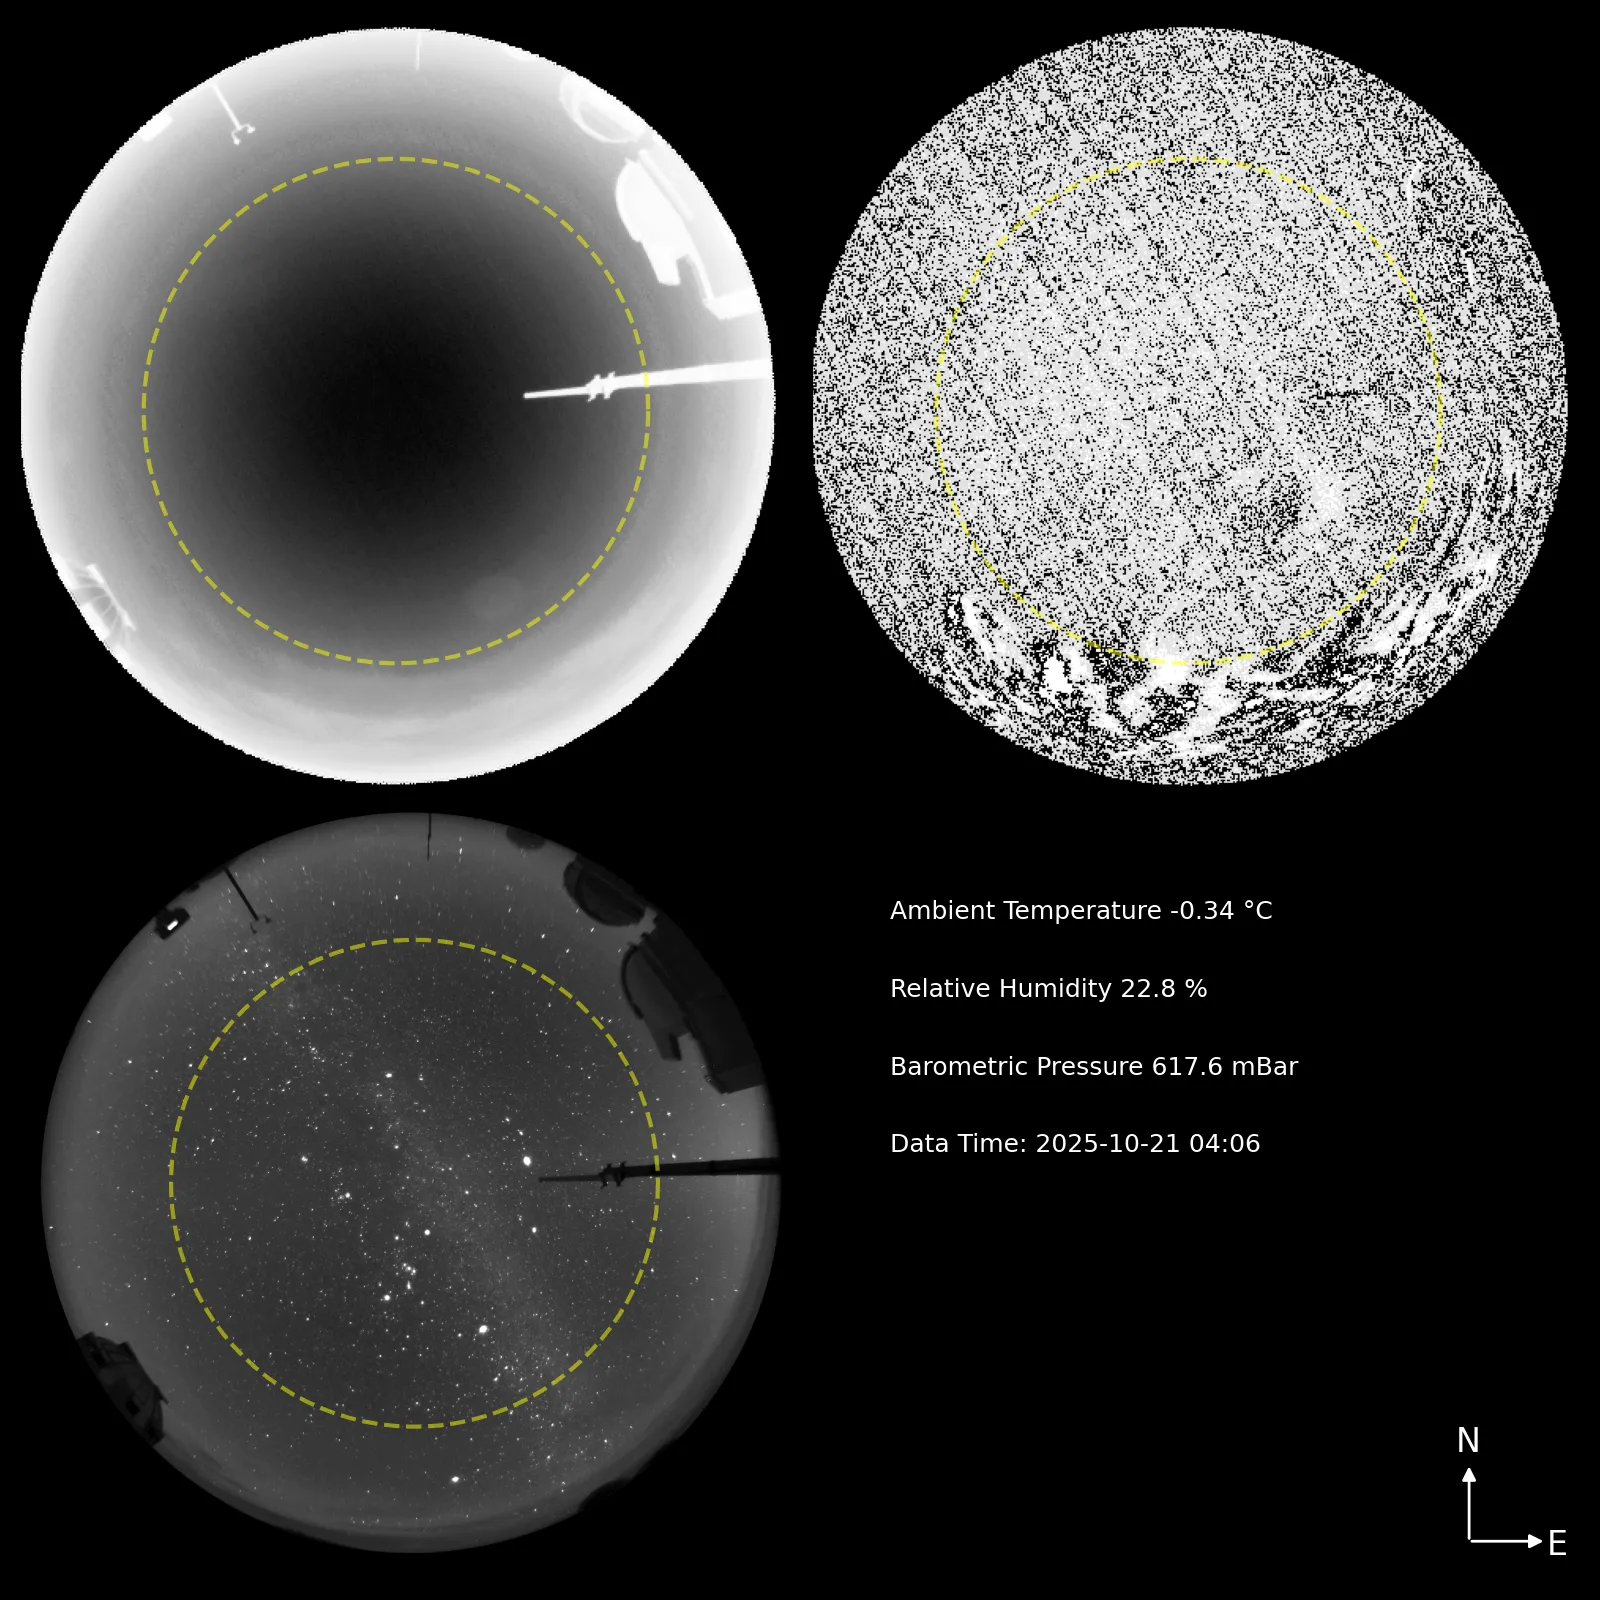 Ambient Temperature -0.34 °C
Relative Humidity 22.8 %
Barometric Pressure 617.6 mBar
Data Time: 2025-10-21 04:06
N
E